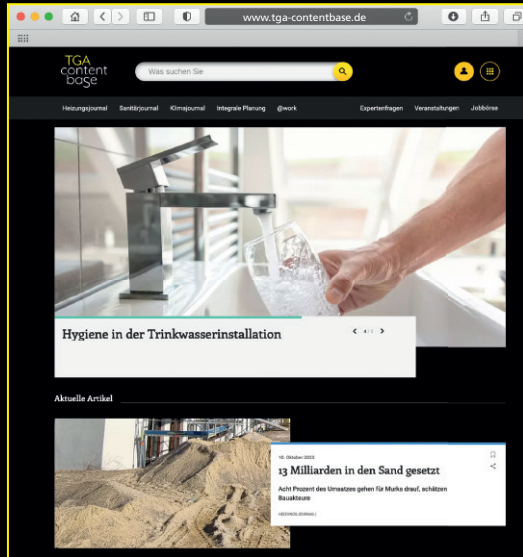 www.tga-contentbase.de
TGA
content
base
Was suchen Sie
Heizungsjournal Sanitärjournal Klimajournal Integrale Planung @work Expertenfragen Veranstaltungen Jobbörse
Hygiene in der Trinkwasserinstallation
Aktuelle Artikel
10. Oktober 2023
13 Milliarden in den Sand gesetzt
Acht Prozent des Umsatzes gehen für Murks drauf, schätzen
Bauakteure